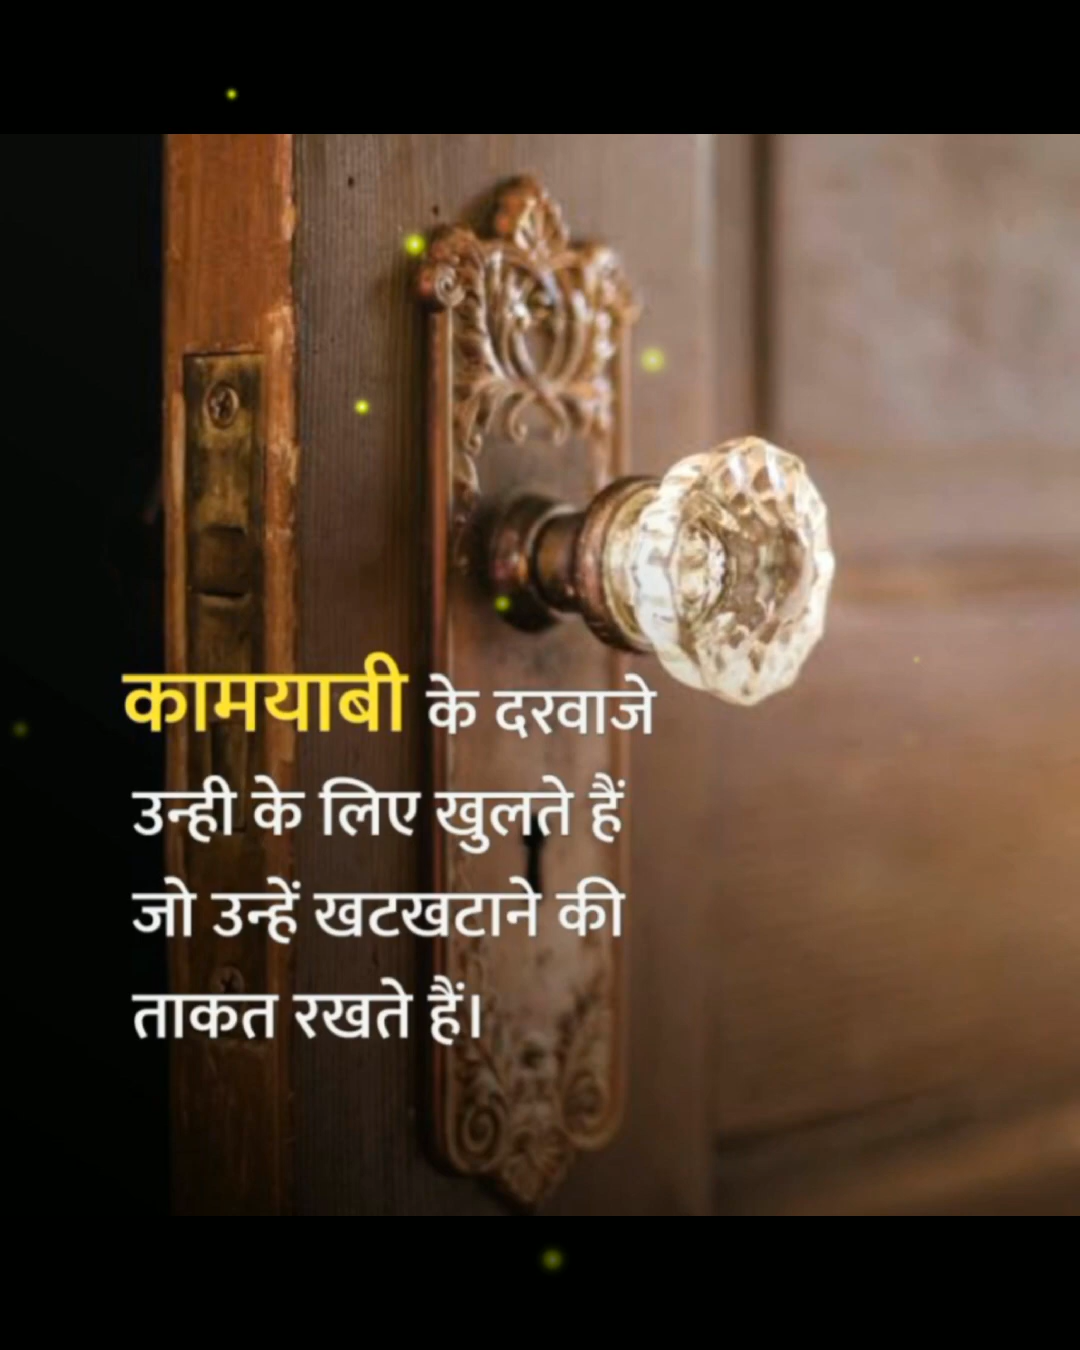 कामयाबी के दरवाजे
उन्ही के लिए खुलते हैं
जो उन्हें खटखटाने की
ताकत रखते हैं।